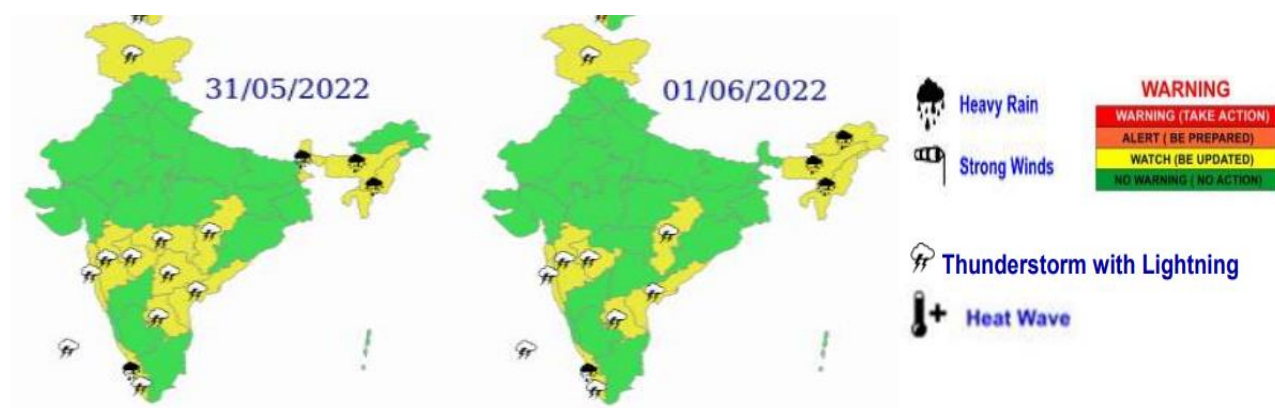 31/05/2022
01/06/2022
Heavy Rain
Strong Winds
WARNING
WARNING (TAKE ACTION)
ALERT ( BE PREPARED)
WATCH (BE UPDATED)
NO WARNING ( NO ACTION)
Thunderstorm with Lightning
+ Heat Wave